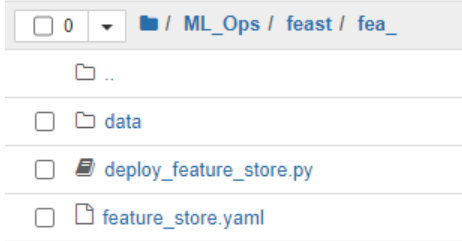 0 / ML_Ops / feast / fea_
..
data
deploy_feature_store.py
feature_store.yaml